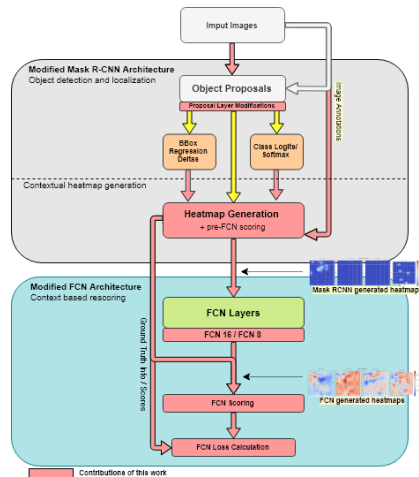 Imput Images
Modified Mask R-CNN Architecture
Object detection and localization
Object Proposals
Proposal Layer Modifications
Image Annotations
BBox
Regression
Deltas
Class Logits/
Softmax
Contextual heatmap generation
Heatmap Generation
+ pre-FCN scoring
Mask RCNN generated heatmap
Modified FCN Architecture
Context based rescoring
FCN Layers
FCN 16 / FCN 8
Ground Truth Info /
Scores
FCN generated heatmaps
FCN Scoring
FCN Loss Calculation
Contributions of this work